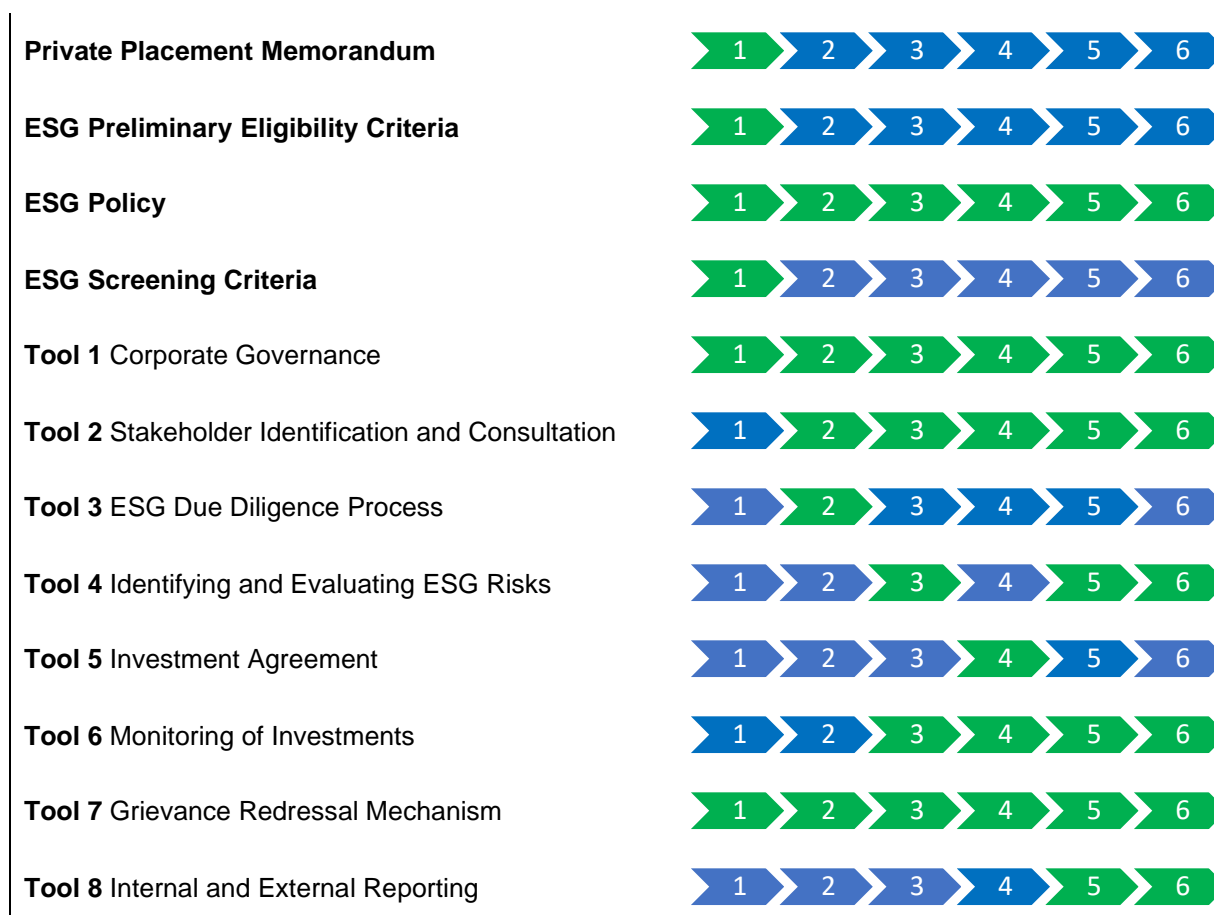 Private Placement Memorandum 1 2 3 4 5 6
ESG Preliminary Eligibility Criteria 1 2 3 4 5 6
ESG Policy 1 2 3 4 5 6
ESG Screening Criteria 1 2 3 4 5 6
Tool 1 Corporate Governance 1 2 3 4 5 6
Tool 2 Stakeholder Identification and Consultation 1 2 3 4 5 6
Tool 3 ESG Due Diligence Process 1 2 3 4 5 6
Tool 4 Identifying and Evaluating ESG Risks 1 2 3 4 5 6
Tool 5 Investment Agreement 1 2 3 4 5 6
Tool 6 Monitoring of Investments 1 2 3 4 5 6
Tool 7 Grievance Redressal Mechanism 1 2 3 4 5 6
Tool 8 Internal and External Reporting 1 2 3 4 5 6